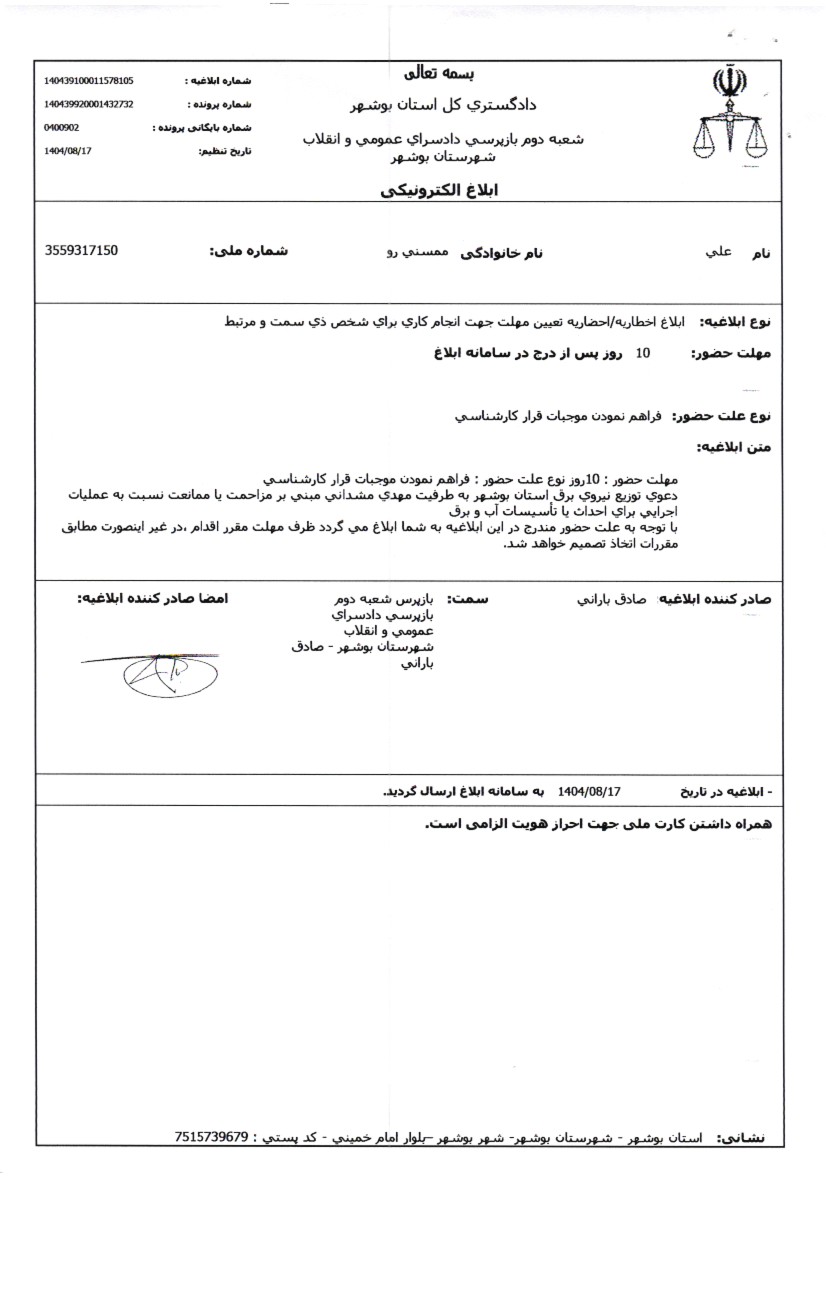 بسمه تعالی
دادگستري کل استان بوشهر
شعبه دوم بازپرسي دادسراي عمومي و انقلاب
شهرستان بوشهر
ابلاغ الکترونیکی
شماره ابلاغیه : 140439100011578105
شماره پرونده : 140439920001432732
شماره بایگانی پرونده : 0400902
تاریخ تنظیم: 1404/08/17
نام علي نام خانوادگی ممسني رو شماره ملی: 3559317150
نوع ابلاغیه: ابلاغ اخطاریه/احضاریه تعیین مهلت جهت انجام کاري براي شخص ذي سمت و مرتبط
مهلت حضور: 10 روز پس از درج در سامانه ابلاغ
نوع علت حضور: فراهم نمودن موجبات قرار کارشناسي
متن ابلاغیه:
مهلت حضور : 10روز نوع علت حضور : فراهم نمودن موجبات قرار کارشناسي
دعوي توزیع نیروي برق استان بوشهر به طرفیت مهدي مشداني مبني بر مزاحمت یا ممانعت نسبت به عملیات
اجرایي براي احداث یا تأسیسات آب و برق
با توجه به علت حضور مندرج در این ابلاغیه به شما ابلاغ مي گردد ظرف مهلت مقرر اقدام ،در غیر اینصورت مطابق
مقررات اتخاذ تصمیم خواهد شد.
صادر کننده ابلاغیه: صادق باراني سمت: بازپرس شعبه دوم امضا صادر کننده ابلاغیه:
بازپرسي دادسراي
عمومي و انقلاب
شهرستان بوشهر - صادق
باراني
- ابلاغیه در تاریخ 1404/08/17 به سامانه ابلاغ ارسال گردید.
همراه داشتن کارت ملی جهت احراز هویت الزامی است.
نشانی: استان بوشهر - شهرستان بوشهر- شهر بوشهر –بلوار امام خمیني - کد پستي : 7515739679